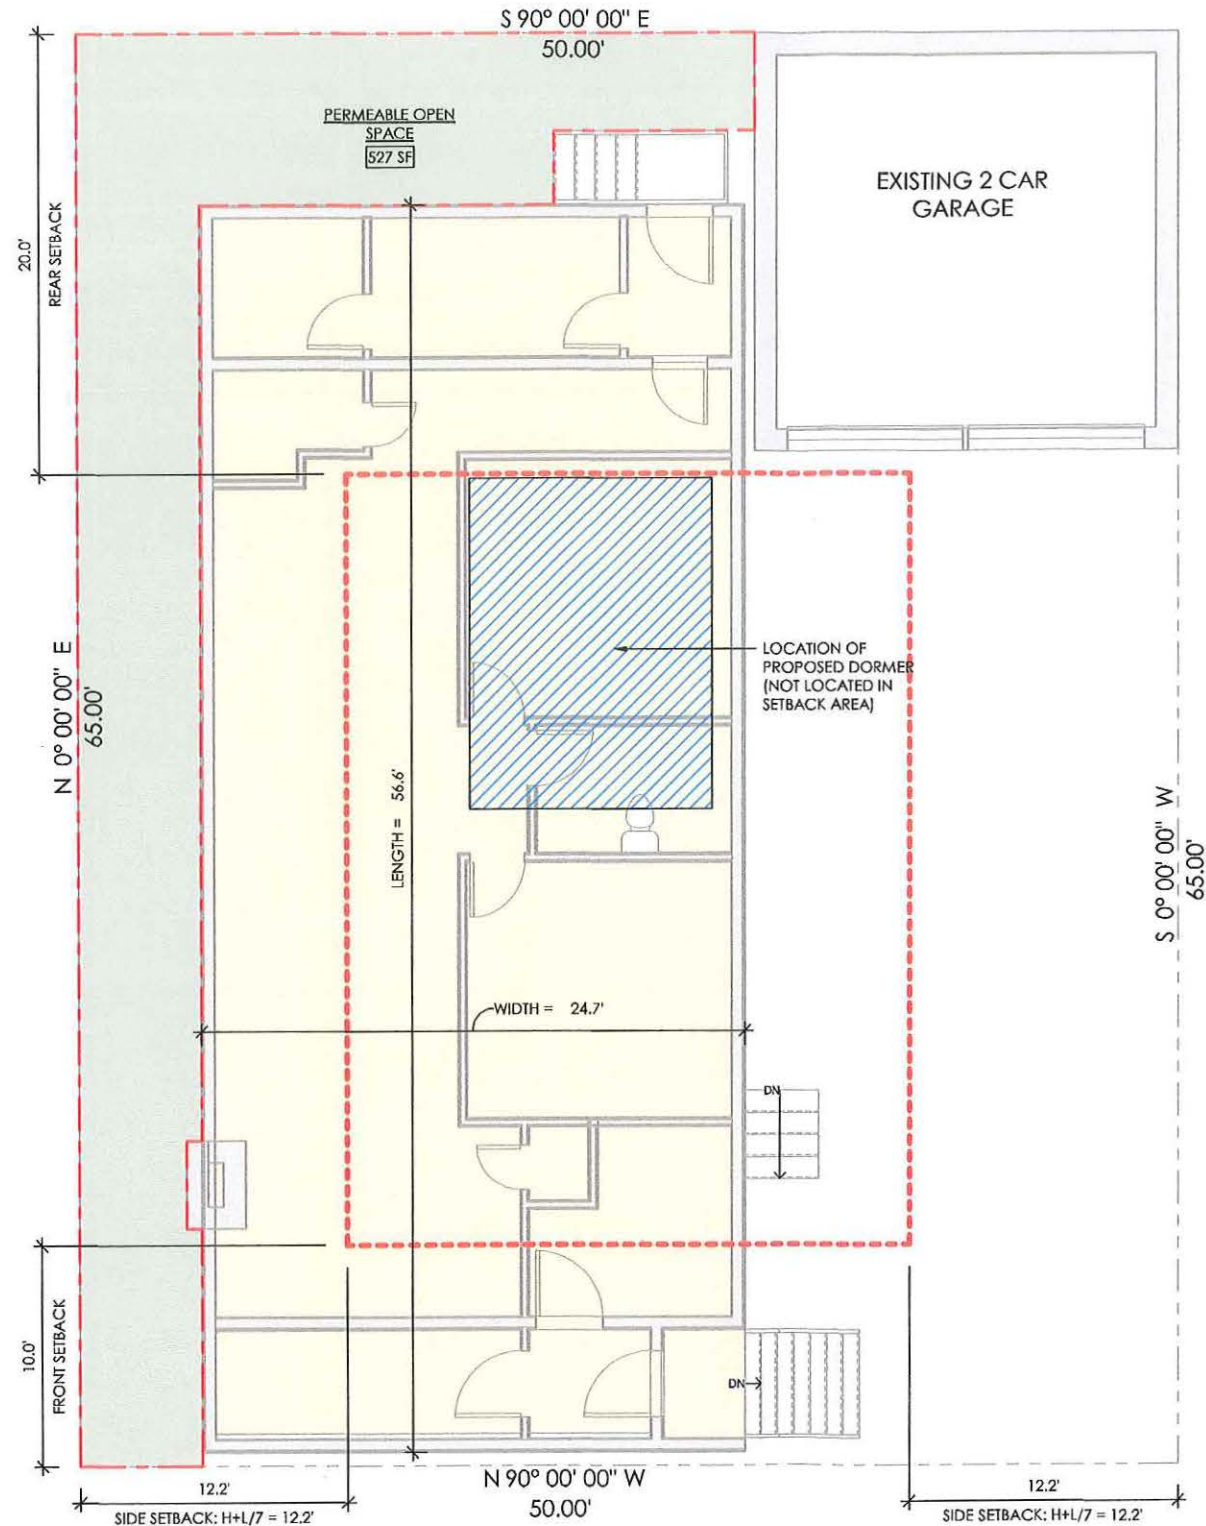 S 90° 00' 00" E
50.00'
PERMEABLE OPEN
SPACE
527 SF
EXISTING 2 CAR
GARAGE
20.0'
REAR SETBACK
N 0° 00' 00" E
65.00'
LOCATION OF
PROPOSED DORMER
(NOT LOCATED IN
SETBACK AREA)
LENGTH = 56.6'
S 0° 00' 00" W
65.00'
WIDTH = 24.7'
DN
10.0'
FRONT SETBACK
DN
N 90° 00' 00" W
50.00'
12.2'
SIDE SETBACK: H+L/7 = 12.2'
12.2'
SIDE SETBACK: H+L/7 = 12.2'